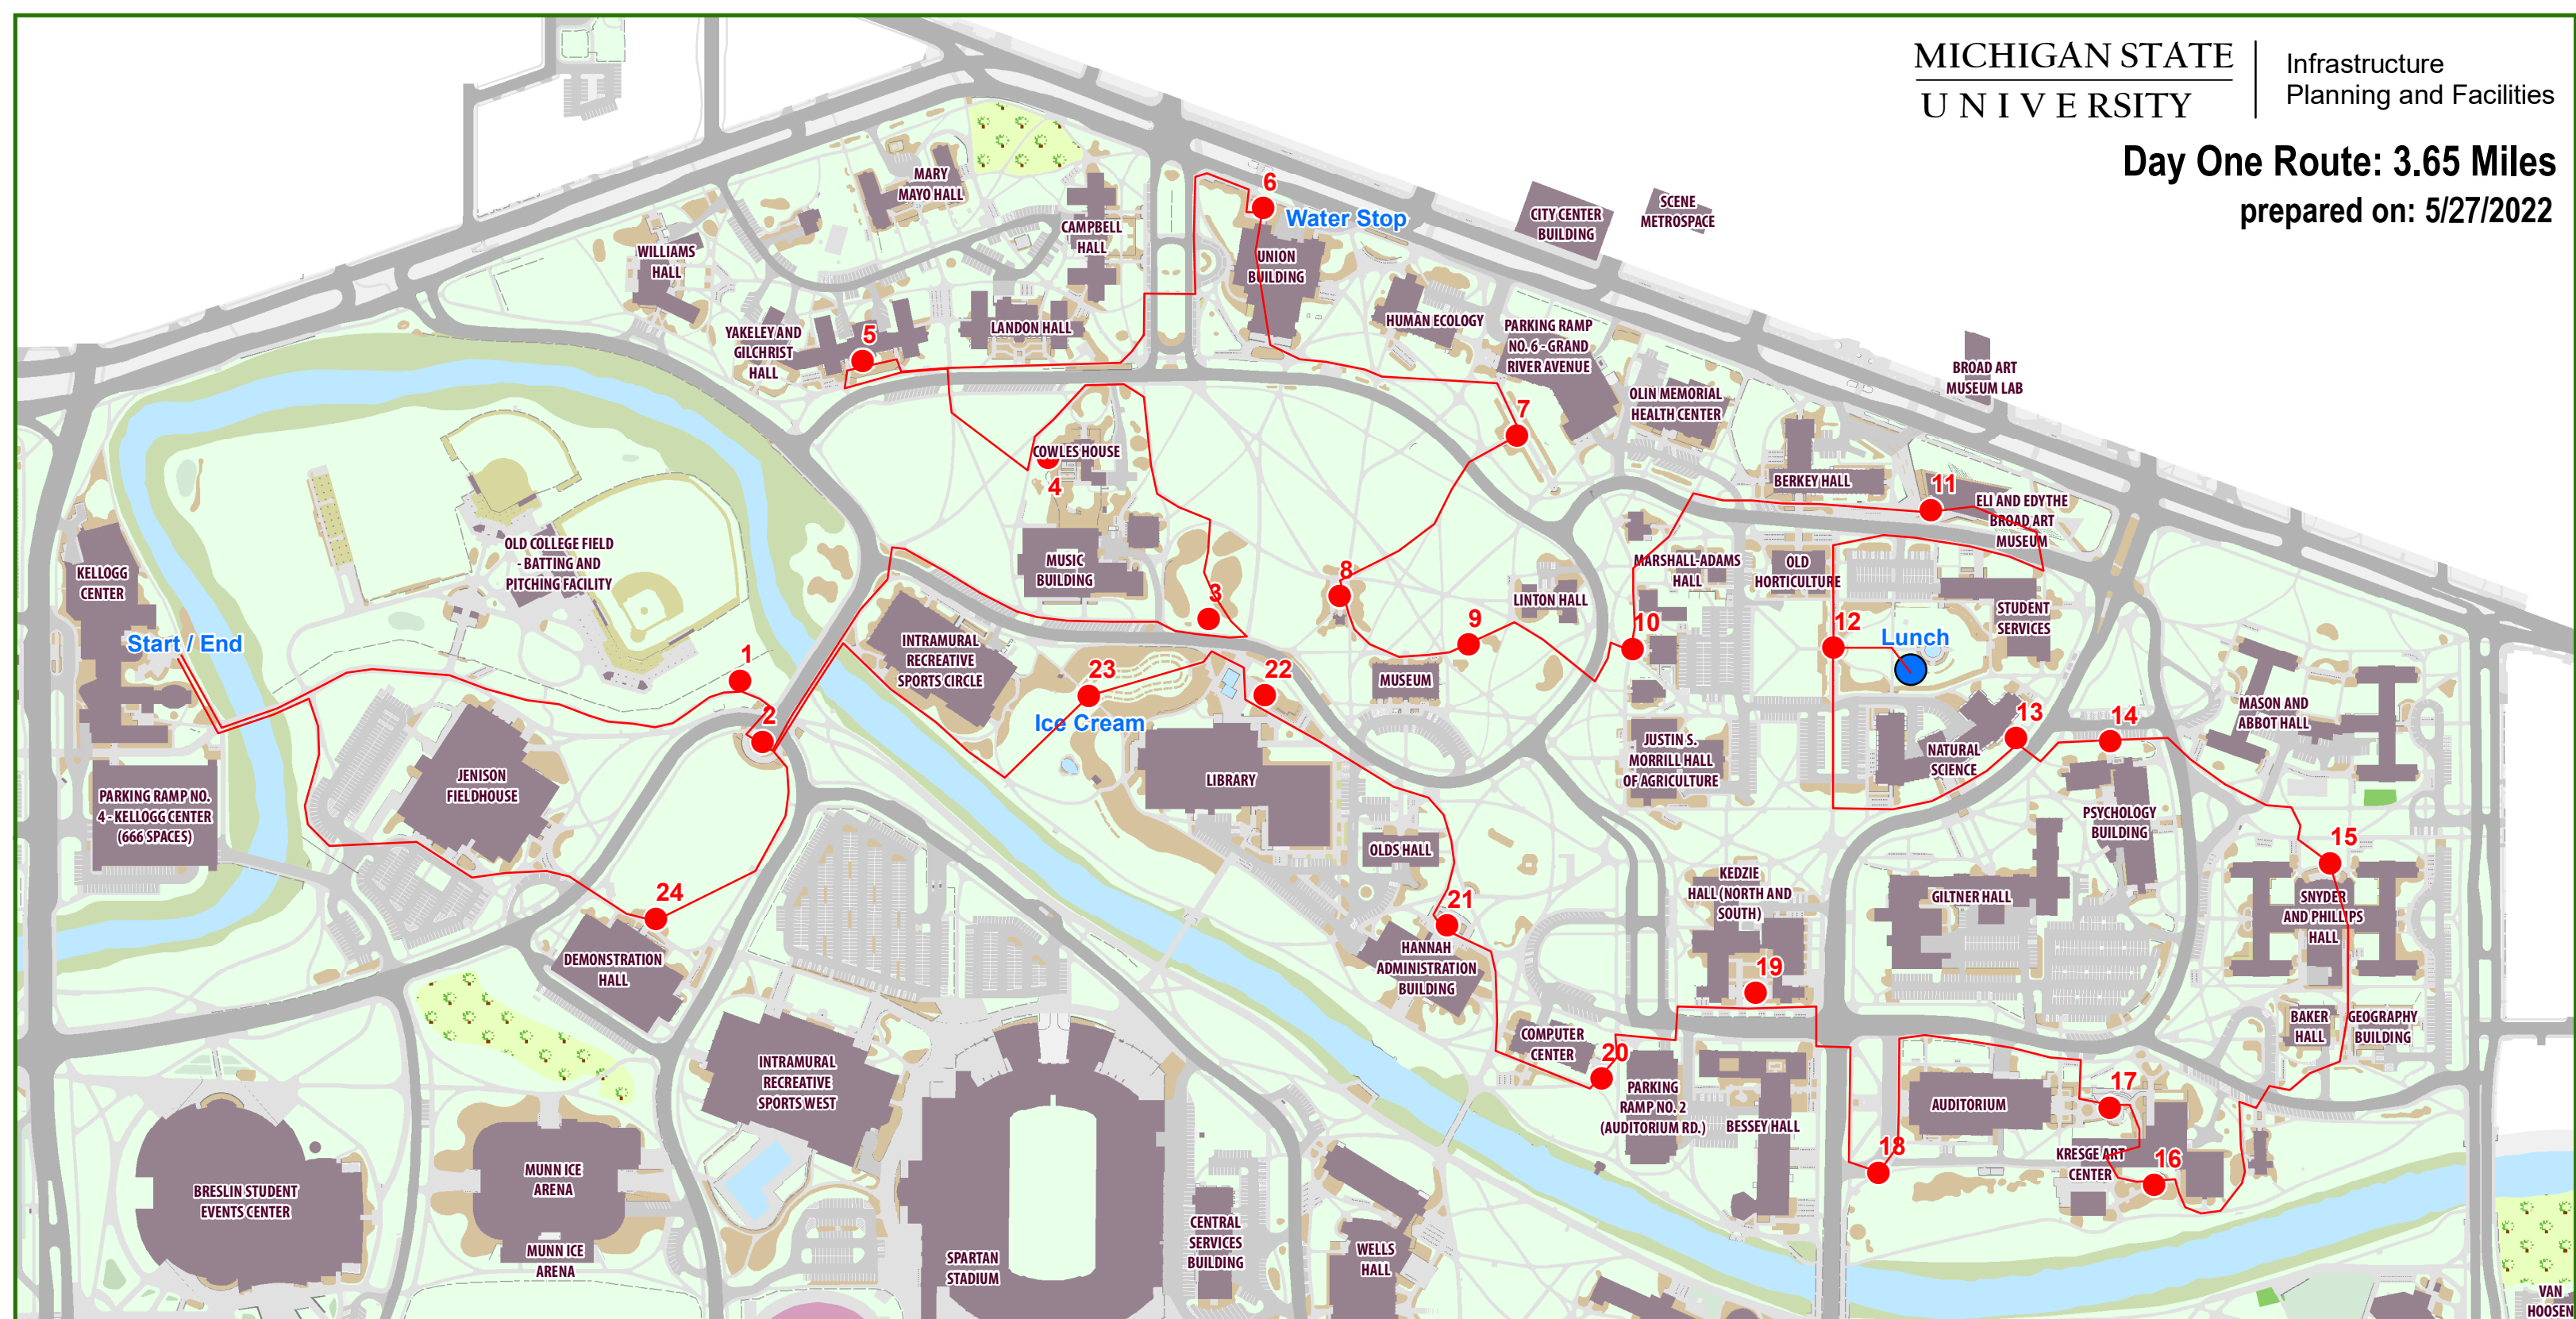 MICHIGAN STATE
UNIVERSITY
Infrastructure
Planning and Facilities
Day One Route: 3.65 Miles
prepared on: 5/27/2022
MARY
MAYO HALL
CAMPBELL
HALL
WILLIAMS
HALL
YAKELEY AND
GILCHRIST
HALL
5
LANDON HALL
6
Water Stop
UNION
BUILDING
CITY CENTER
BUILDING
SCENE
METROSPACE
HUMAN ECOLOGY
PARKING RAMP
NO. 6 - GRAND
RIVER AVENUE
BROAD ART
MUSEUM LAB
OLIN MEMORIAL
HEALTH CENTER
7
COWLES HOUSE
4
BERKEY HALL
11
ELI AND EDYTHE
BROAD ART
MUSEUM
OLD COLLEGE FIELD
- BATTING AND
PITCHING FACILITY
KELLOGG
CENTER
MUSIC
BUILDING
3
8
LINTON HALL
MARSHALL-ADAMS
HALL
OLD
HORTICULTURE
STUDENT
SERVICES
Start / End
1
INTRAMURAL
RECREATIVE
SPORTS CIRCLE
9
10
12
Lunch
23
Ice Cream
22
MUSEUM
2
13
14
MASON AND
ABBOT HALL
JENISON
FIELDHOUSE
LIBRARY
JUSTIN S.
MORRILL HALL
OF AGRICULTURE
NATURAL
SCIENCE
PARKING RAMP NO.
4 - KELLOGG CENTER
(666 SPACES)
PSYCHOLOGY
BUILDING
15
OLDS HALL
24
KEDZIE
HALL (NORTH AND
SOUTH)
GILTNER HALL
SNYDER
AND PHILLIPS
HALL
21
DEMONSTRATION
HALL
HANNAH
ADMINISTRATION
BUILDING
19
BAKER
HALL
GEOGRAPHY
BUILDING
INTRAMURAL
RECREATIVE
SPORTS WEST
COMPUTER
CENTER
20
PARKING
RAMP NO. 2
(AUDITORIUM RD.)
BESSEY HALL
AUDITORIUM
17
18
KRESGE ART
CENTER
16
BRESLIN STUDENT
EVENTS CENTER
MUNN ICE
ARENA
MUNN ICE
ARENA
SPARTAN
STADIUM
CENTRAL
SERVICES
BUILDING
WELLS
HALL
VAN
HOOSEN